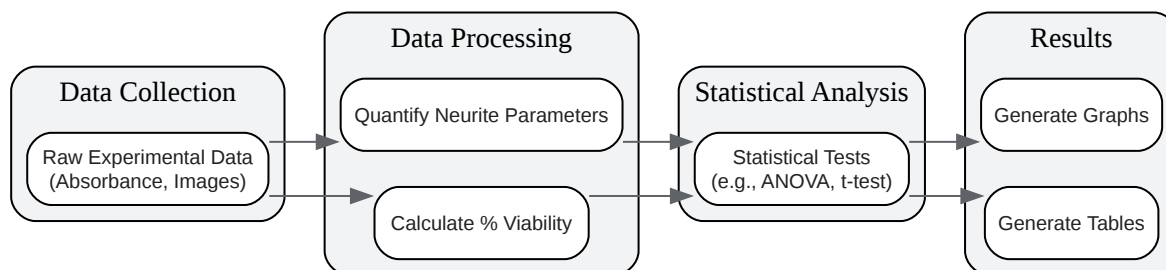 Data Collection
Raw Experimental Data
(Absorbance, Images)
Data Processing
Quantify Neurite Parameters
Calculate % Viability
Statistical Analysis
Statistical Tests
(e.g., ANOVA, t-test)
Results
Generate Graphs
Generate Tables